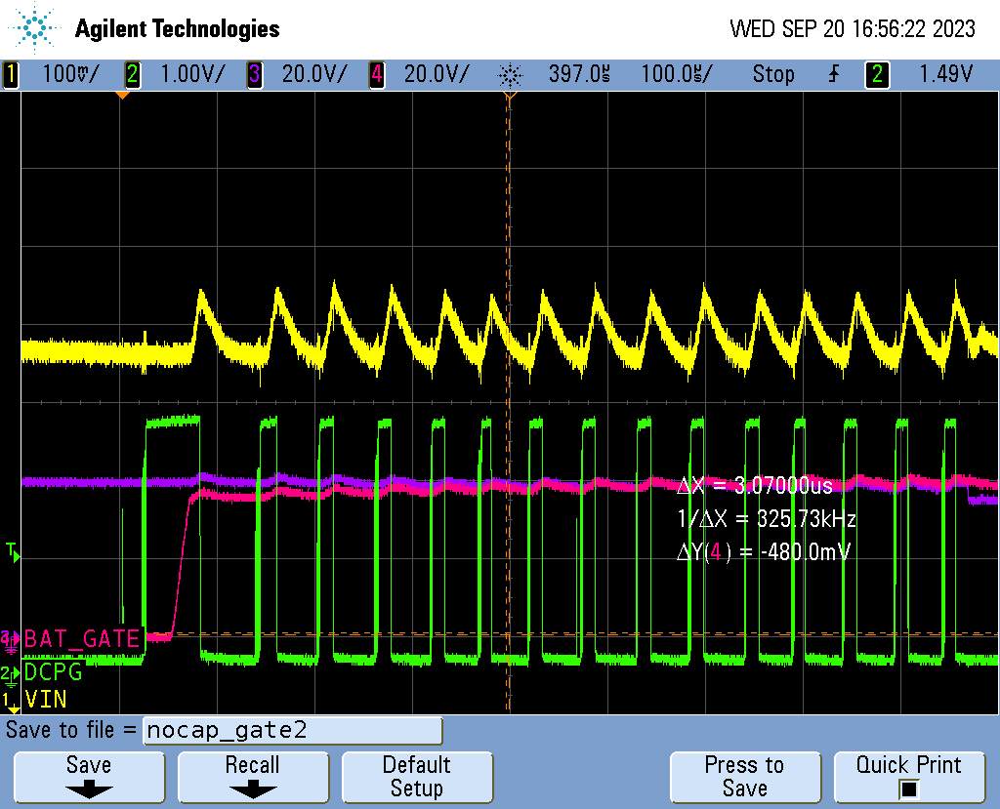 Agilent Technologies
WED SEP 20 16:56:22 2023
1 100mV/ 2 1.00V/ 3 20.0V/ 4 20.0V/ 397.0us 100.0us/ Stop 2 1.49V
ΔX = 3.07000us
1/ΔX = 325.73kHz
ΔY(4) = -480.0mV
T
BAT_GATE
2 DCPG
1 VIN
Save to file = nocap_gate2
Save Recall Default Setup Press to Save Quick Print